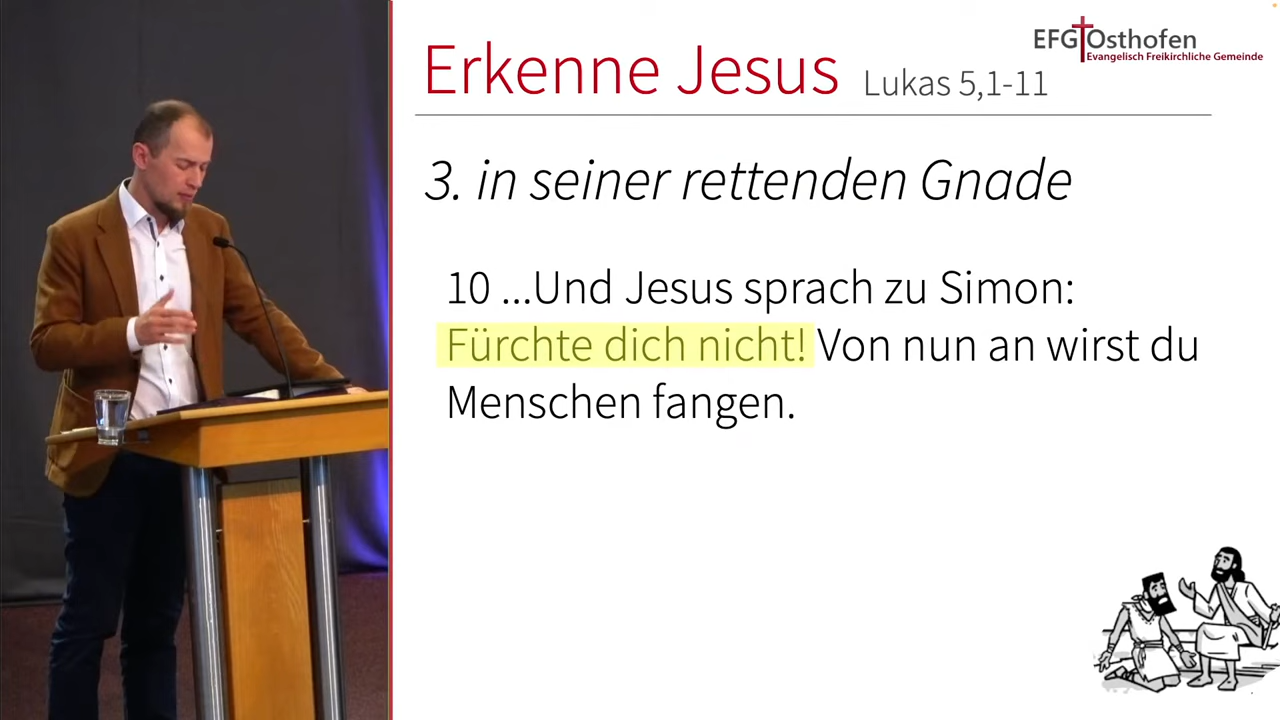 EFG Osthofen
Evangelisch Freikirchliche Gemeinde
Erkenne Jesus Lukas 5,1-11
3. in seiner rettenden Gnade
10 ...Und Jesus sprach zu Simon:
Fürchte dich nicht! Von nun an wirst du
Menschen fangen.